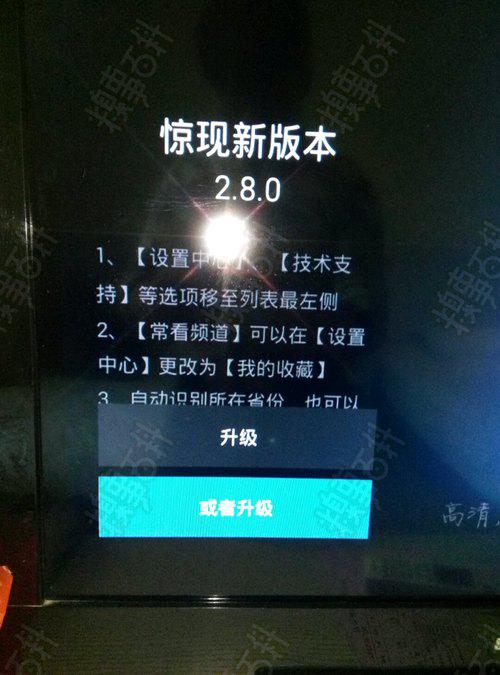 惊现新版本
2.8.0
1、【设置中心】、【技术支
持】等选项移至列表最左侧
2、【常看频道】可以在【设置
中心】更改为【我的收藏】
3、自动识别所在省份，也可以
升级
或者升级
高清
糗事百科